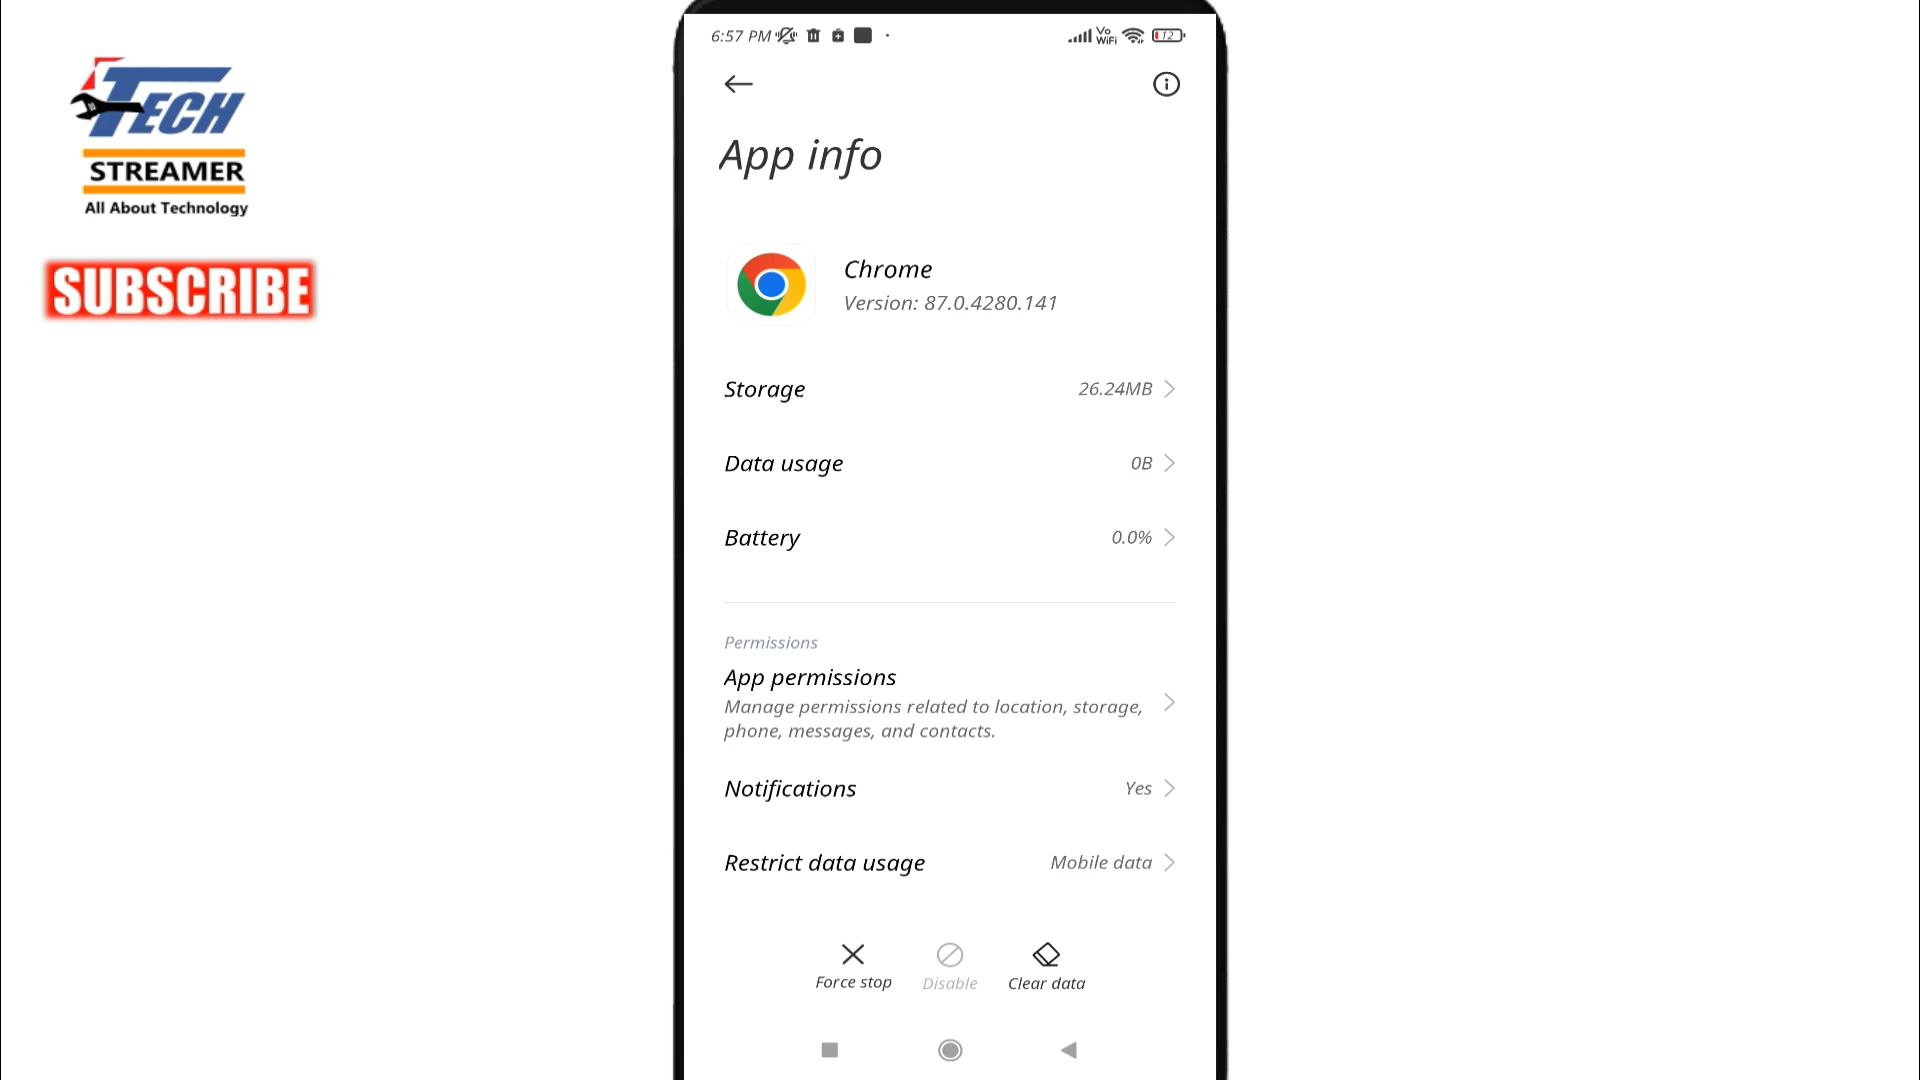 TECH
STREAMER
All About Technology
SUBSCRIBE
6:57 PM
Vo
WiFi
12
App info
Chrome
Version: 87.0.4280.141
Storage 26.24MB
Data usage 0B
Battery 0.0%
Permissions
App permissions
Manage permissions related to location, storage,
phone, messages, and contacts.
Notifications Yes
Restrict data usage Mobile data
Force stop Disable Clear data